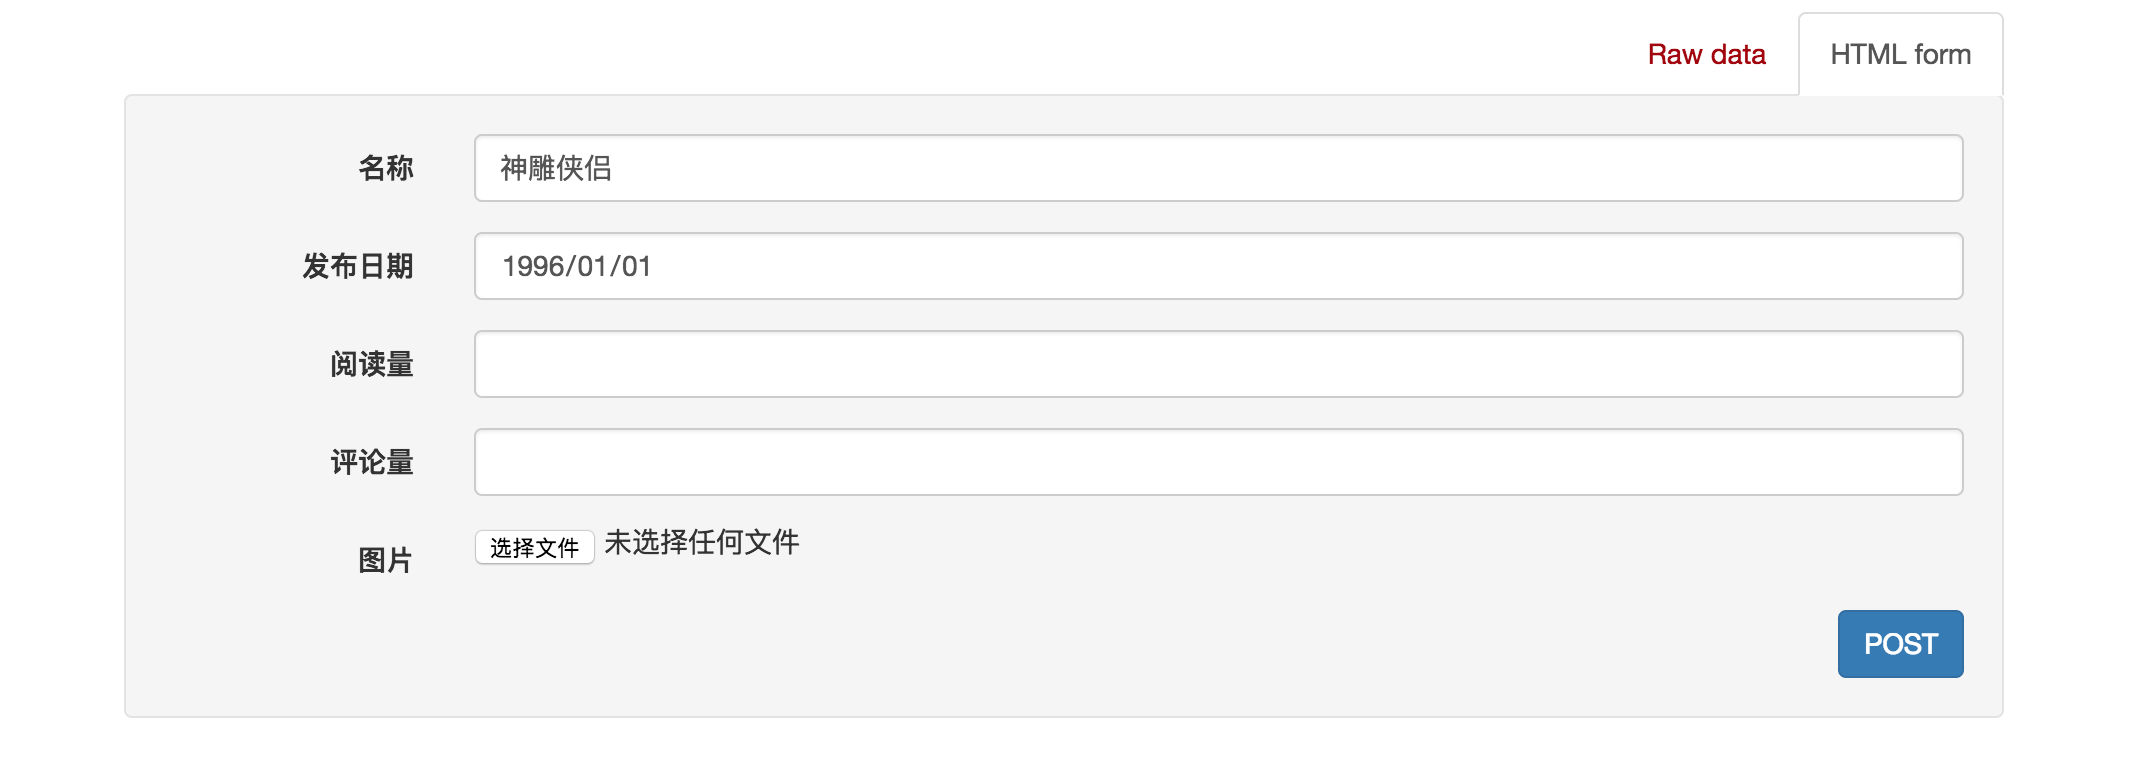 Raw data
HTML form
名称 神雕侠侣
发布日期 1996/01/01
阅读量
评论量
图片 选择文件 未选择任何文件
POST